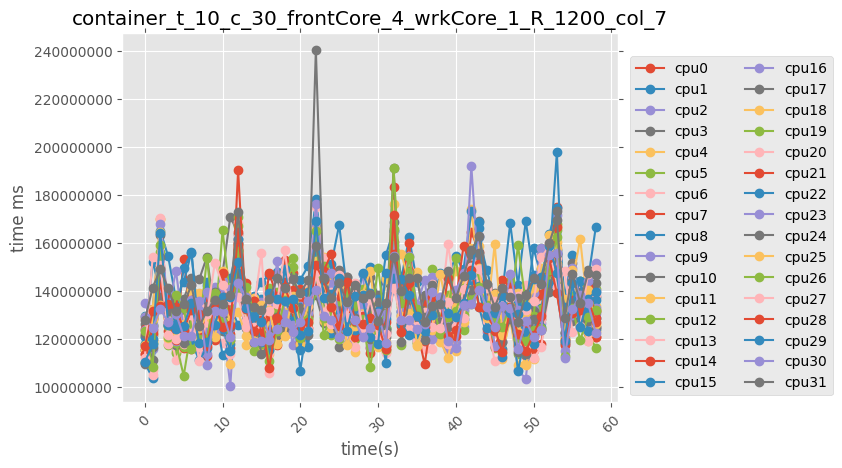 container_t_10_c_30_frontCore_4_wrkCore_1_R_1200_col_7
time ms
240000000
220000000
200000000
180000000
160000000
140000000
120000000
100000000
0
10
20
30
40
50
60
time(s)
cpu0
cpu1
cpu2
cpu3
cpu4
cpu5
cpu6
cpu7
cpu8
cpu9
cpu10
cpu11
cpu12
cpu13
cpu14
cpu15
cpu16
cpu17
cpu18
cpu19
cpu20
cpu21
cpu22
cpu23
cpu24
cpu25
cpu26
cpu27
cpu28
cpu29
cpu30
cpu31